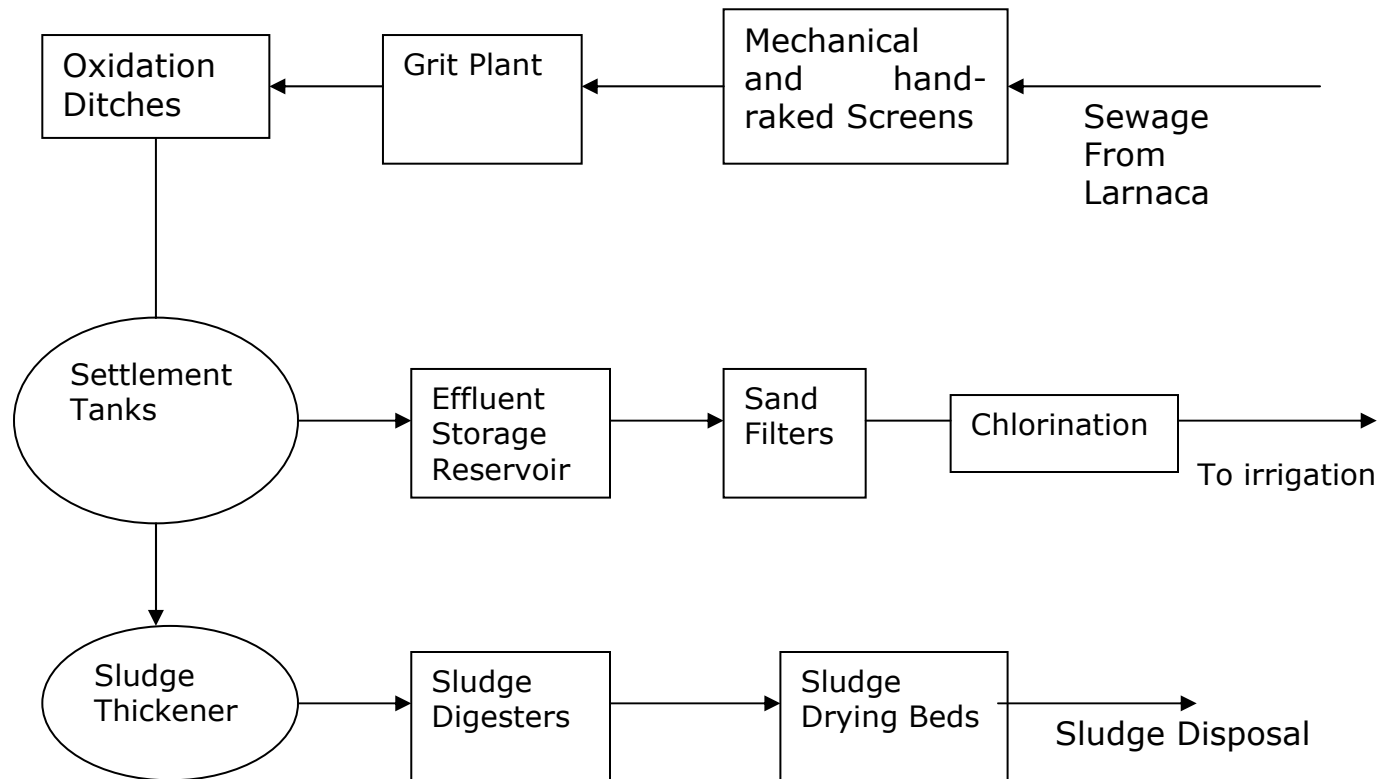 Oxidation
Ditches
Grit Plant
Mechanical
and hand-
raked Screens
Sewage
From
Larnaca
Settlement
Tanks
Effluent
Storage
Reservoir
Sand
Filters
Chlorination
To irrigation
Sludge
Thickener
Sludge
Digesters
Sludge
Drying Beds
Sludge Disposal